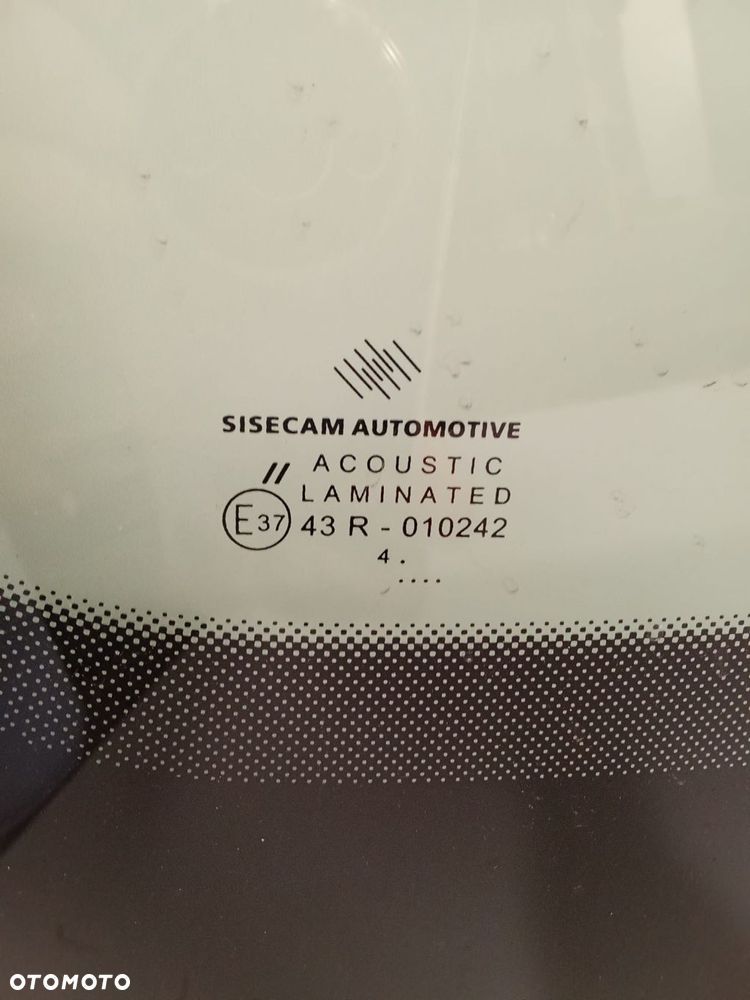 SISECAM AUTOMOTIVE
ACOUSTIC
// LAMINATED
E37 43 R - 010242
4 .
....
OTOMOTO